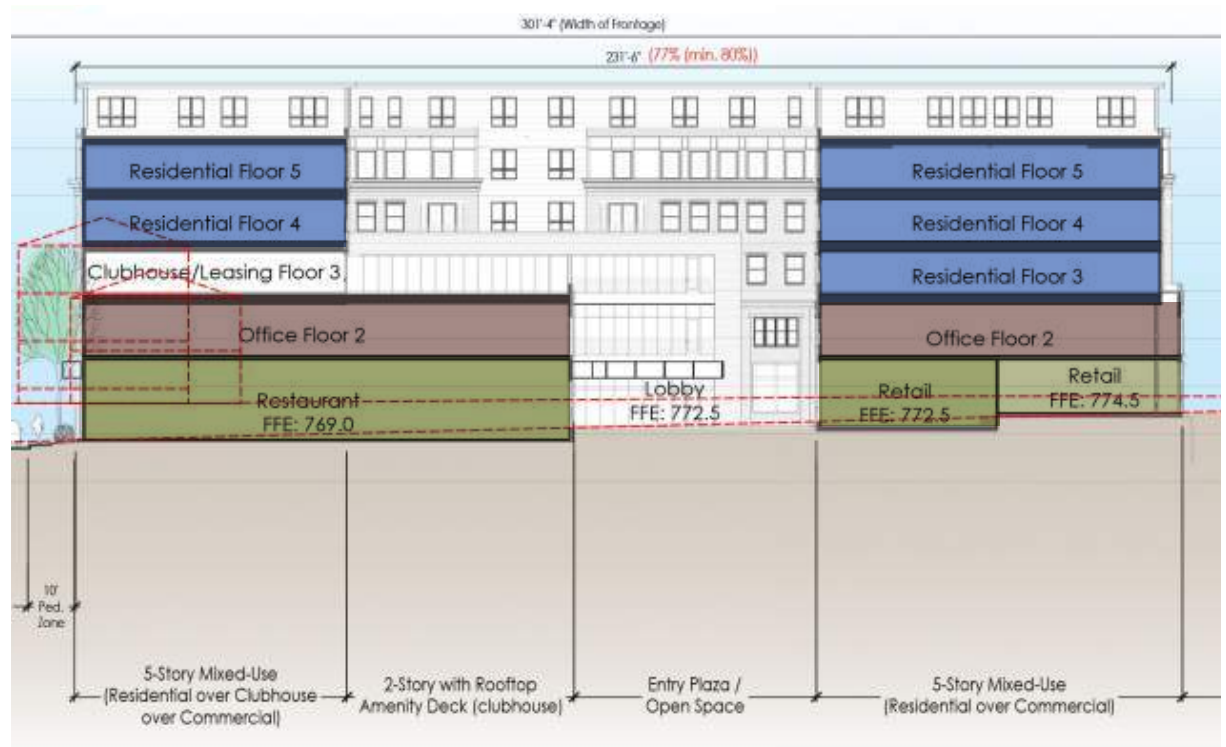 301'-4" (Width of Frontage)
231'-6" (77% (min. 80%))
Residential Floor 5
Residential Floor 5
Residential Floor 4
Residential Floor 4
Clubhouse/Leasing Floor 3
Residential Floor 3
Office Floor 2
Office Floor 2
Restaurant
FFE: 769.0
Lobby
FFE: 772.5
Retail
FFE: 772.5
Retail
FFE: 774.5
10'
Ped.
Zone
5-Story Mixed-Use
(Residential over Clubhouse
over Commercial)
2-Story with Rooftop
Amenity Deck (clubhouse)
Entry Plaza /
Open Space
5-Story Mixed-Use
(Residential over Commercial)